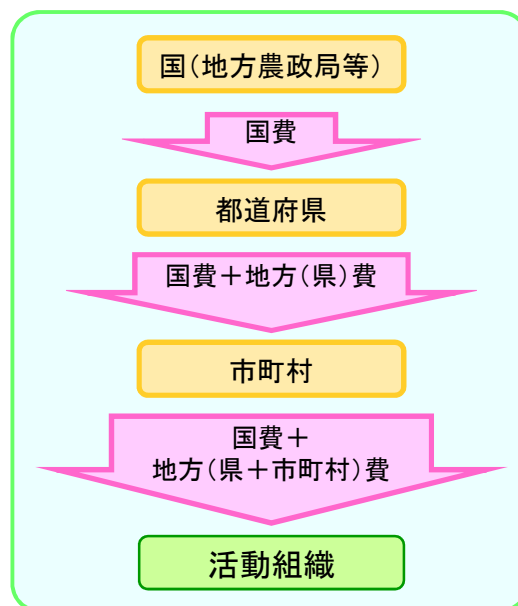 国(地方農政局等)
国費
都道府県
国費＋地方(県)費
市町村
国費＋
地方(県＋市町村)費
活動組織